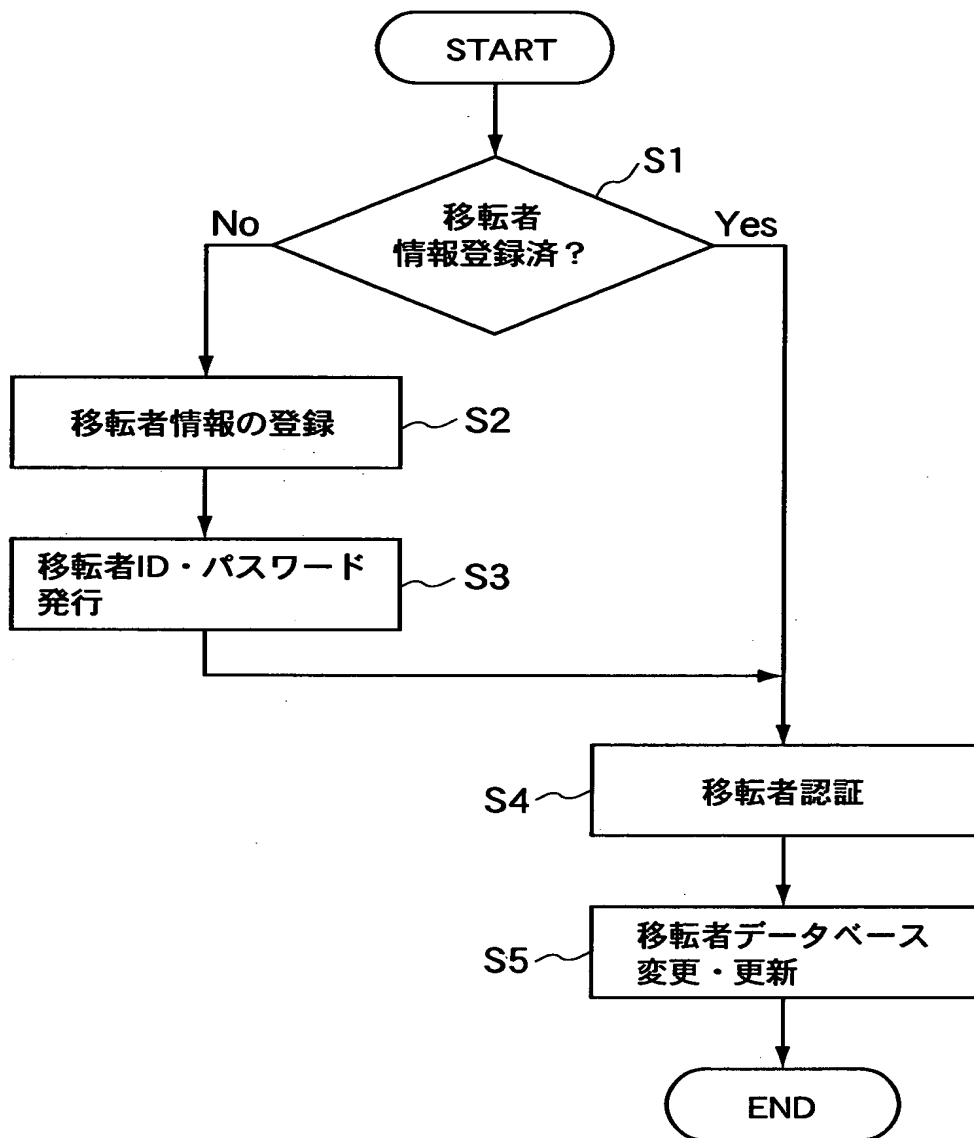 START
S1
移転者
情報登録済?
No
Yes
移転者情報の登録
S2
移転者ID・パスワード
発行
S3
S4
移転者認証
S5
移転者データベース
変更・更新
END